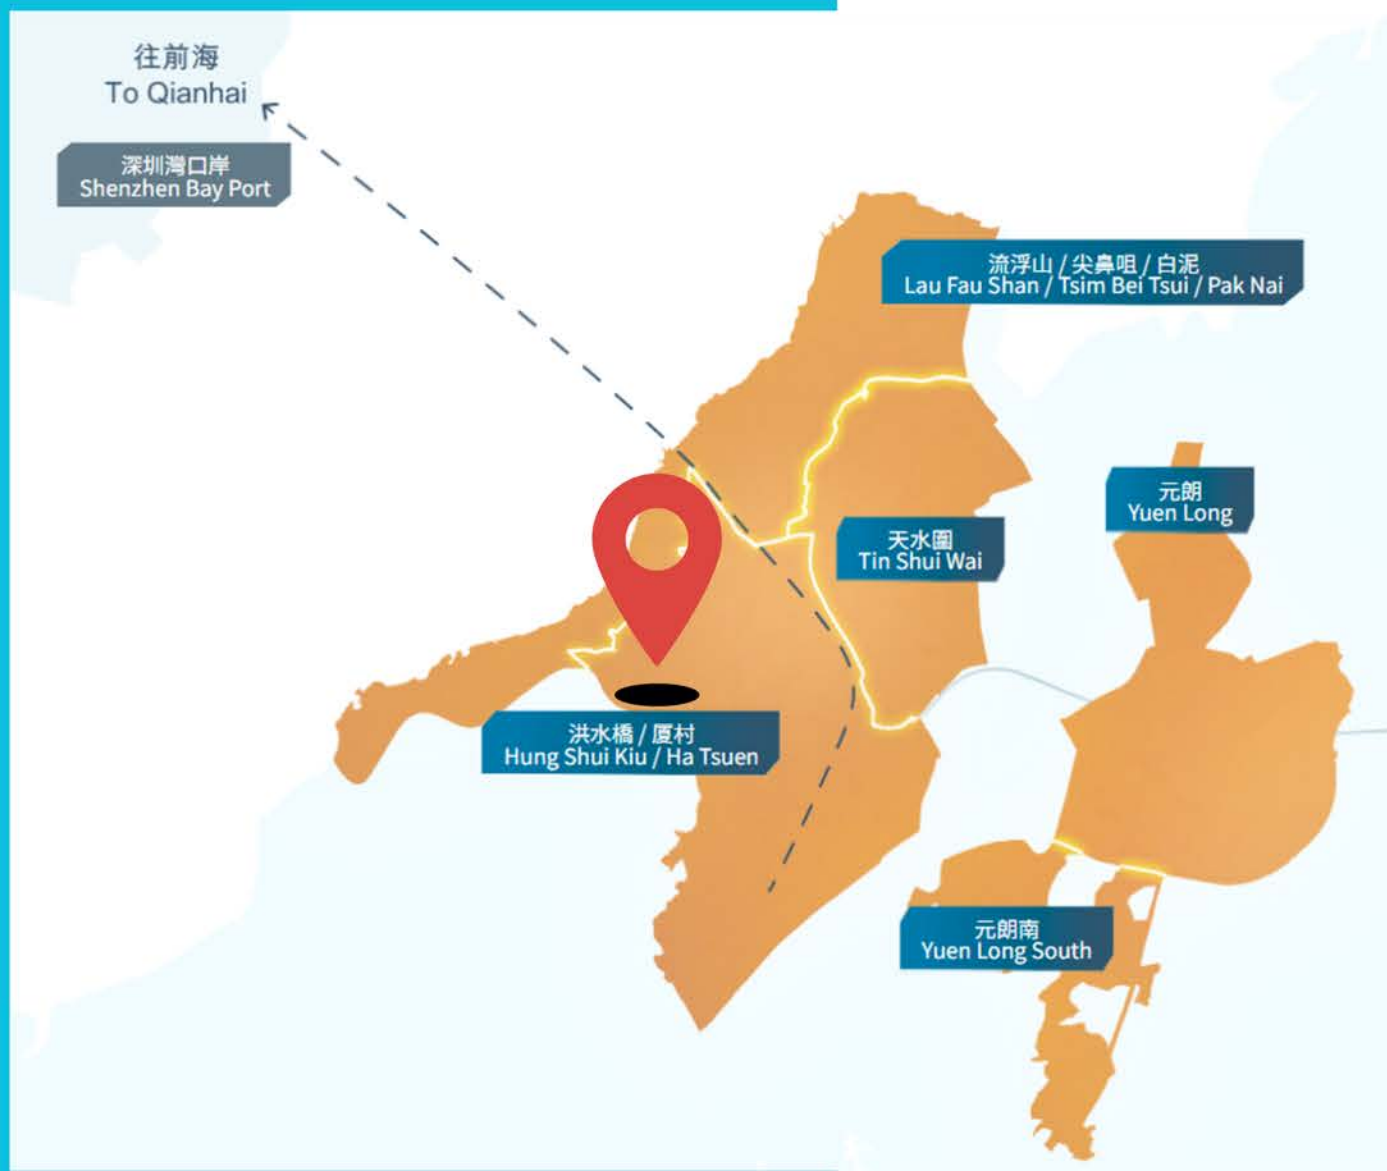 往前海
To Qianhai
深圳灣口岸
Shenzhen Bay Port
流浮山 / 尖鼻咀 / 白泥
Lau Fau Shan / Tsim Bei Tsui / Pak Nai
元朗
Yuen Long
天水圍
Tin Shui Wai
洪水橋 / 厦村
Hung Shui Kiu / Ha Tsuen
元朗南
Yuen Long South